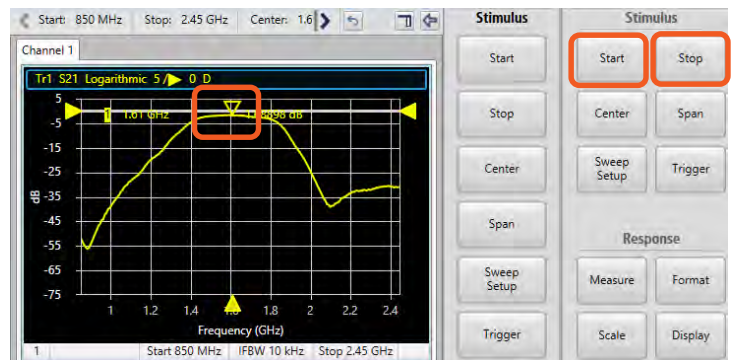 Start: 850 MHz Stop: 2.45 GHz Center: 1.6
Channel 1
Tr1 S21 Logarithmic 5 / 0 D
5
-5
-15
-25
-35
-45
-55
-65
-75
dB
1 1.61 GHz
1 1.2 1.4 1.8 2 2.2 2.4
Frequency (GHz)
1 Start 850 MHz IFBW 10 kHz Stop 2.45 GHz
Stimulus
Start
Stop
Center
Span
Sweep Setup
Trigger
Stimulus
Start Stop
Center Span
Sweep Setup Trigger
Response
Measure Format
Scale Display